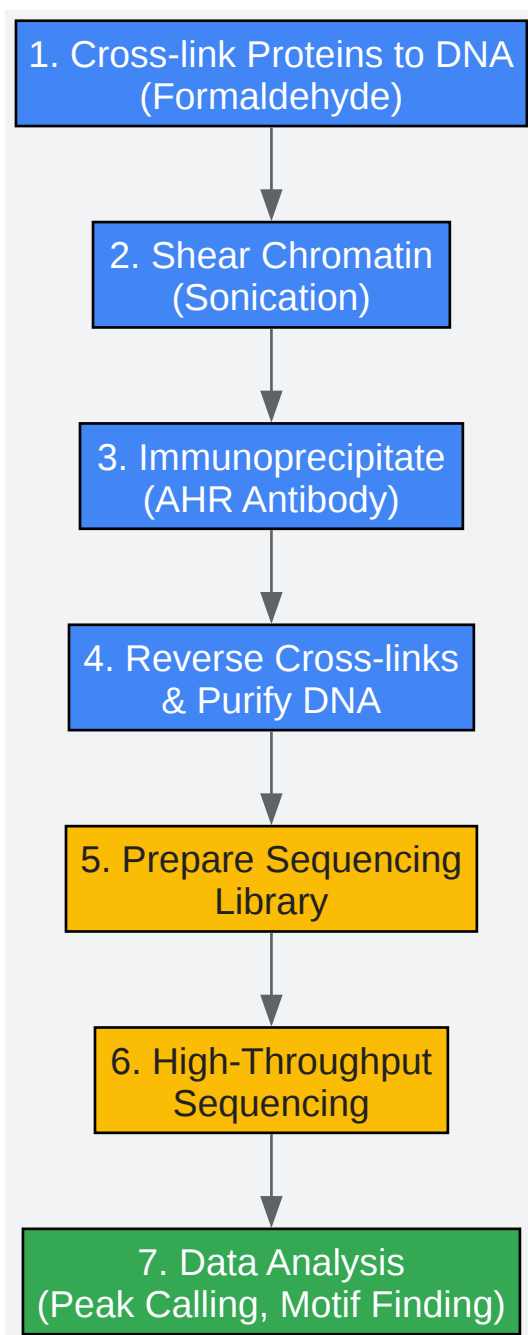 1. Cross-link Proteins to DNA
(Formaldehyde)
2. Shear Chromatin
(Sonication)
3. Immunoprecipitate
(AHR Antibody)
4. Reverse Cross-links
& Purify DNA
5. Prepare Sequencing
Library
6. High-Throughput
Sequencing
7. Data Analysis
(Peak Calling, Motif Finding)